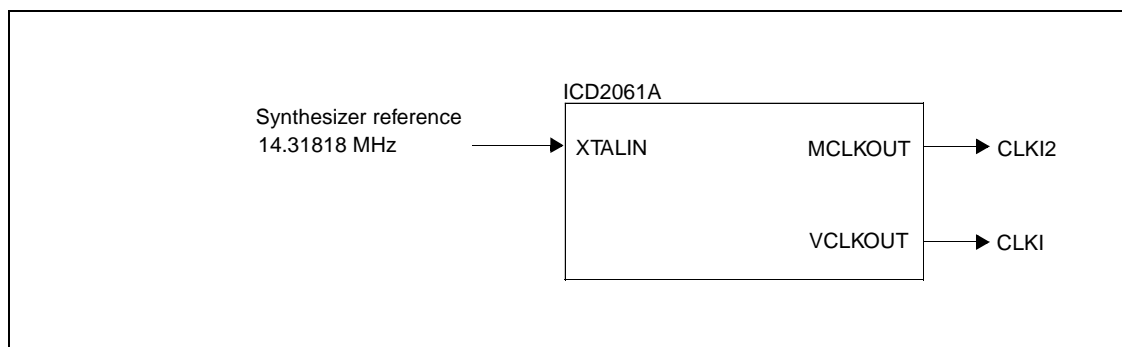 ICD2061A
Synthesizer reference
14.31818 MHz
XTALIN
MCLKOUT
CLKI2
VCLKOUT
CLKI